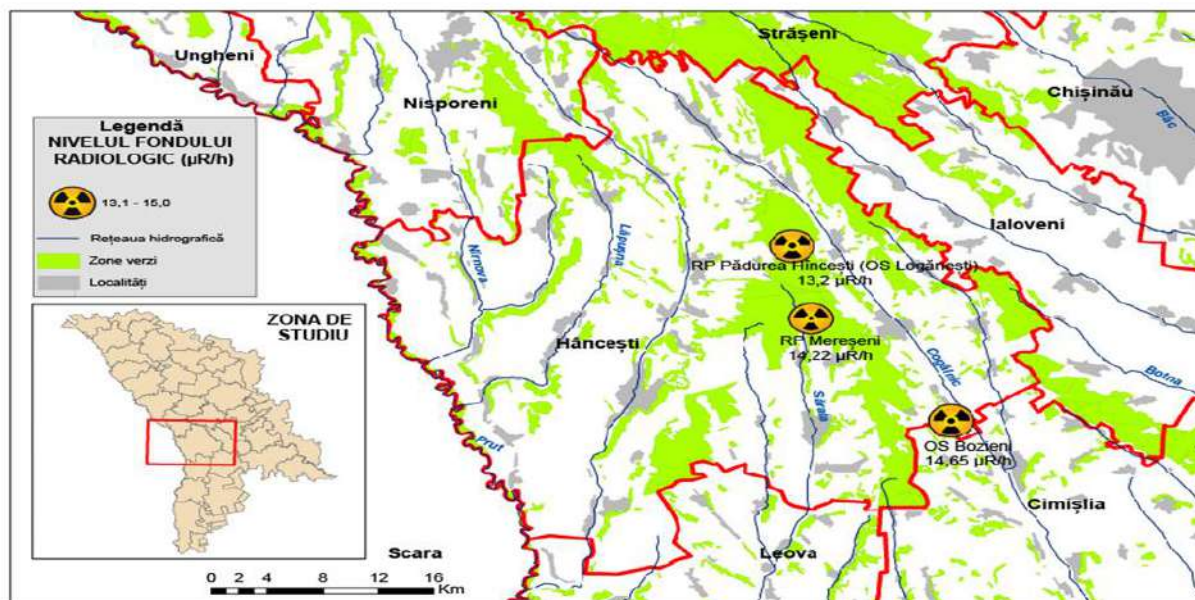 Ungheni
Nisporeni
Strășeni
Chișinău
Bâc
Legendă
NIVELUL FONDULUI
RADIOLOGIC (µR/h)
13,1 - 15,0
Rețeaua hidrografică
Zone verzi
Localități
Nîrnova
Lăpușna
Ialoveni
RP Pădurea Hîncești (OS Logănești)
13,2 µR/h
ZONA DE
STUDIU
Hâncești
RP Mereșeni
14,22 µR/h
Cogâlnic
Botna
Sărata
Prut
OS Bozieni
14,65 µR/h
Cimișlia
Scara
Leova
0 2 4 8 12 16
Km